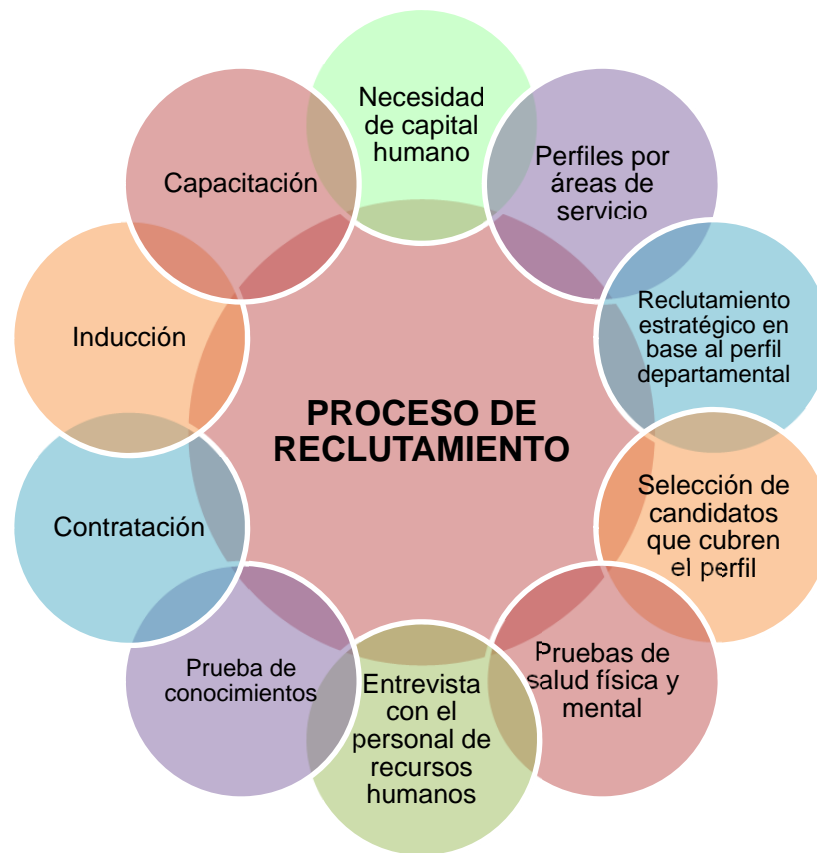 Necesidad
de capital
humano
Perfiles por
áreas de
servicio
Reclutamiento
estratégico en
base al perfil
departamental
Selección de
candidatos
que cubren
el perfil
Pruebas de
salud física y
mental
Entrevista
con el
personal de
recursos
humanos
Prueba de
conocimientos
Contratación
Inducción
Capacitación
PROCESO DE
RECLUTAMIENTO